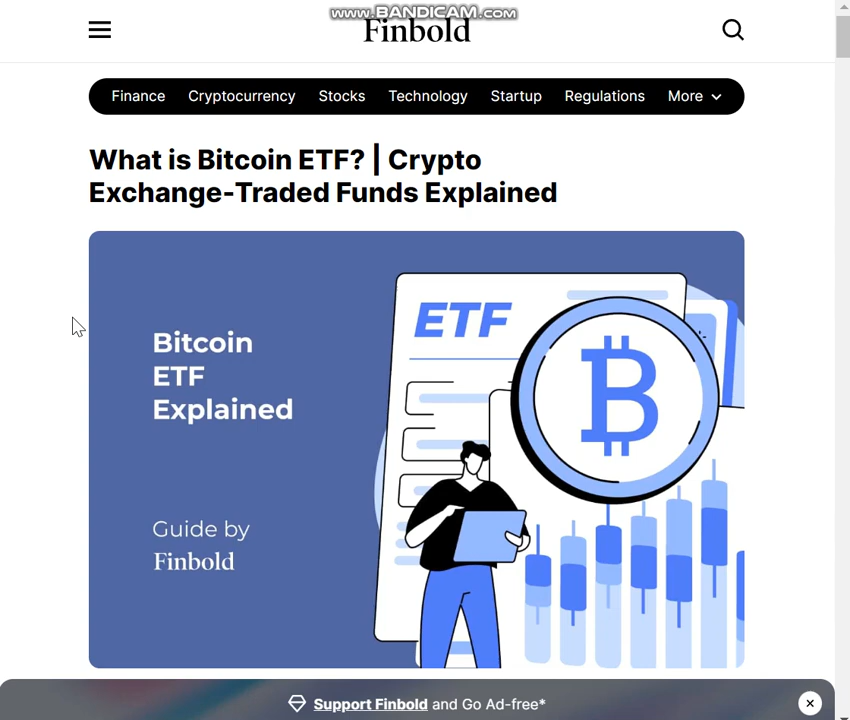 www.BANDICAM.com
Finbold
Finance Cryptocurrency Stocks Technology Startup Regulations More
What is Bitcoin ETF? | Crypto
Exchange-Traded Funds Explained
ETF
Bitcoin
ETF
Explained
Guide by
Finbold
Support Finbold and Go Ad-free*